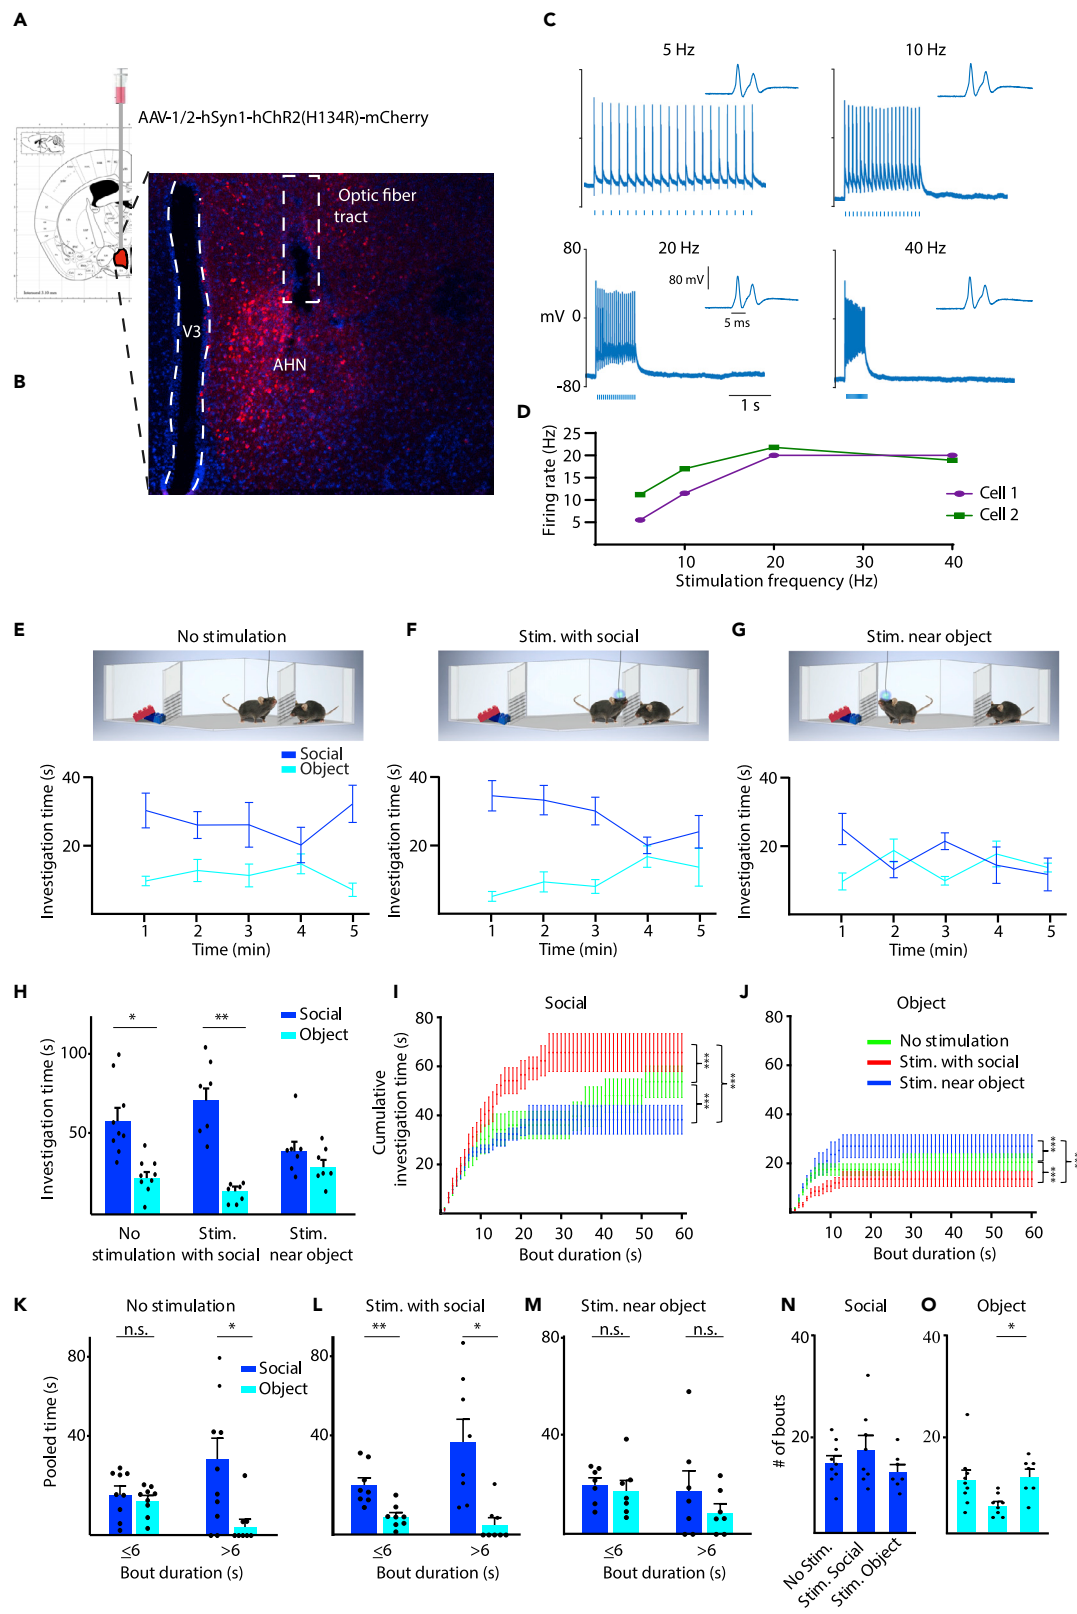 A
C
5 Hz
10 Hz
AAV-1/2-hSyn1-hChR2(H134R)-mCherry
Optic fiber
tract
V3
AHN
B
80
mV 0
-80
20 Hz
80 mV
5 ms
40 Hz
1 s
D
Firing rate (Hz)
25
20
15
10
5
10 20 30 40
Stimulation frequency (Hz)
Cell 1
Cell 2
E
No stimulation
F
Stim. with social
G
Stim. near object
Social
Object
Investigation time (s)
40
20
1 2 3 4 5
Time (min)
Investigation time (s)
40
20
1 2 3 4 5
Time (min)
Investigation time (s)
40
20
1 2 3 4 5
Time (min)
H
Social
Object
* **
Investigation (s)
100
50
No
stimulation
Stim.
with social
Stim.
near object
I
Social
Cumulative
investigation time (s)
80
60
40
20
10 20 30 40 50 60
Bout duration (s)
***
***
***
J
Object
80
60
40
20
No stimulation
Stim. with social
Stim. near object
***
***
***
10 20 30 40 50 60
Bout duration (s)
K
No stimulation
n.s. *
Social
Object
Pooled time (s)
80
40
≤6 >6
Bout duration (s)
L
Stim. with social
** *
80
40
≤6 >6
Bout duration (s)
M
Stim. near object
n.s. n.s.
80
40
≤6 >6
Bout duration (s)
N
Social
# of bouts
40
20
No Stim.
Stim. Social
Stim. Object
O
Object
*
40
20